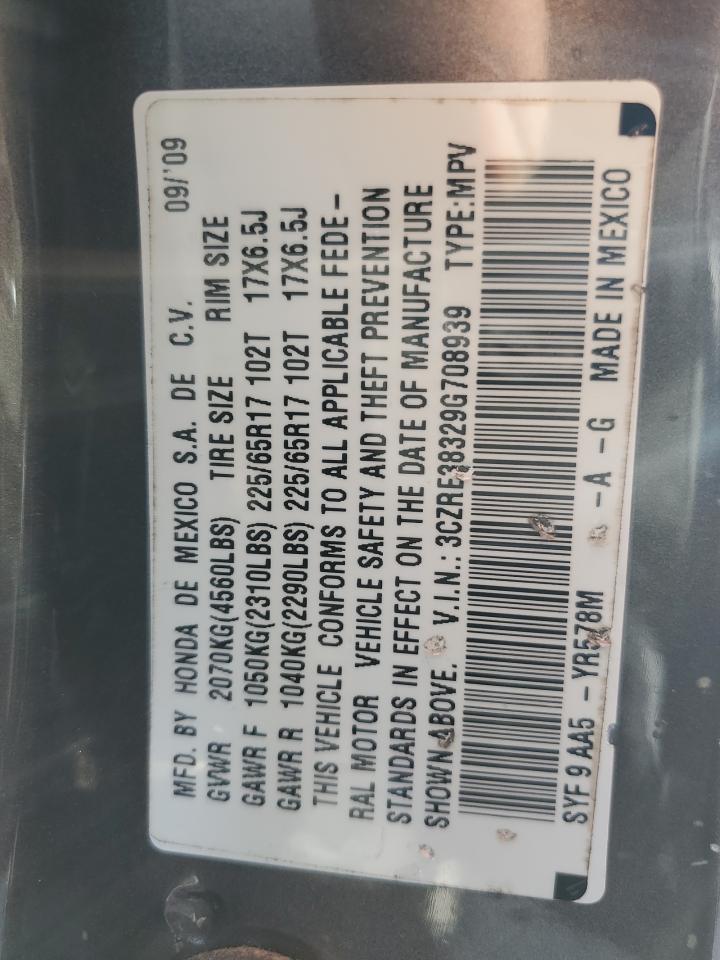 MFD. BY HONDA DE MEXICO S.A. DE C.V. 09/'09
GVWR 2070KG(4560LBS) TIRE SIZE RIM SIZE
GAWR F 1050KG(2310LBS) 225/65R17 102T 17X6.5J
GAWR R 1040KG(2290LBS) 225/65R17 102T 17X6.5J
THIS VEHICLE CONFORMS TO ALL APPLICABLE FEDE-
RAL MOTOR VEHICLE SAFETY AND THEFT PREVENTION
STANDARDS IN EFFECT ON THE DATE OF MANUFACTURE
SHOWN ABOVE. V.I.N.: 3CZRE38329G708939 TYPE:MPV
SYF 9 AA5 - YR578M -A -G MADE IN MEXICO